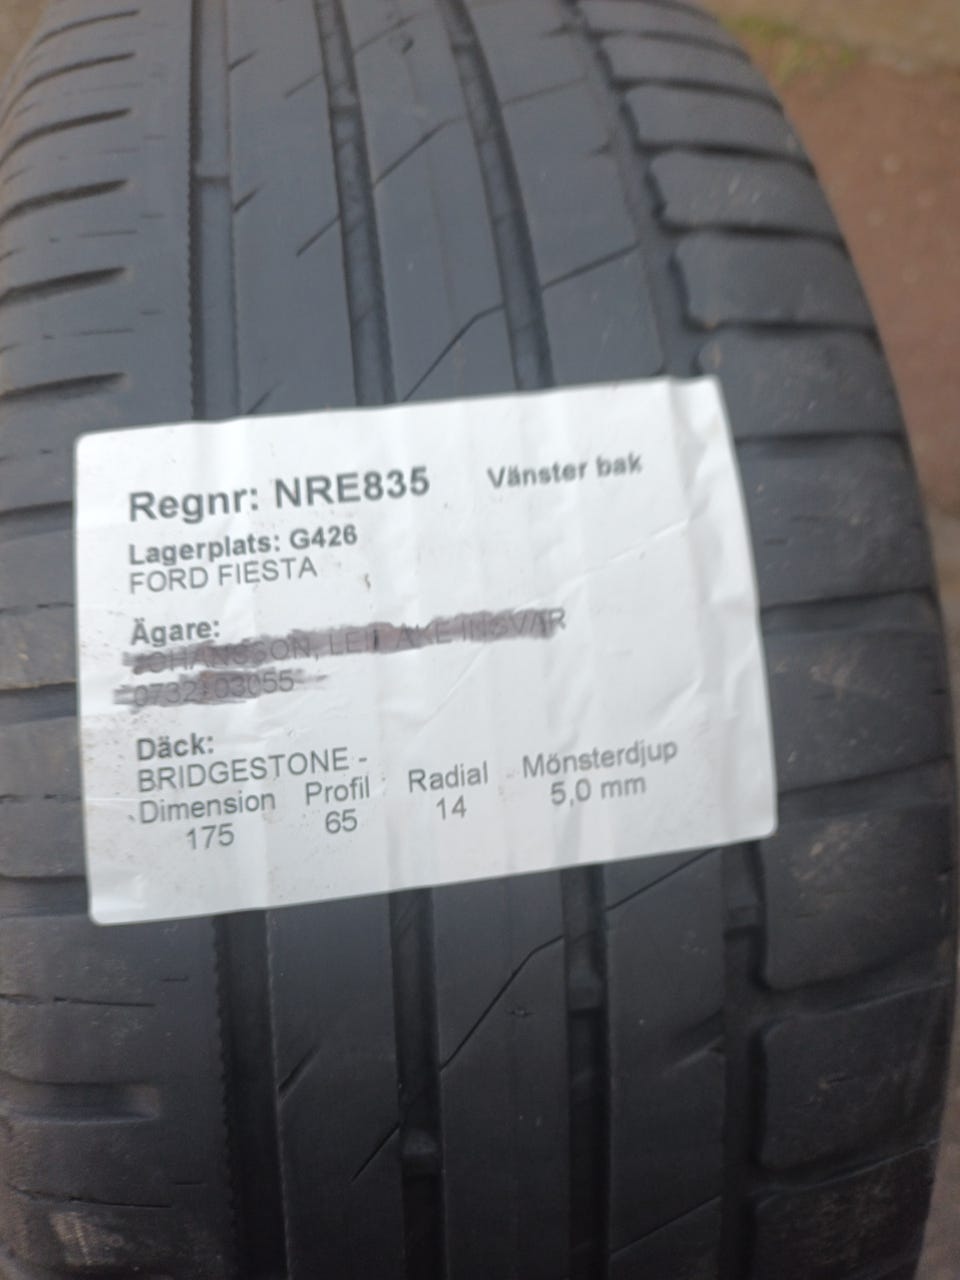 Regnr: NRE835 Vänster bak
Lagerplats: G426
FORD FIESTA
Ägare:
Däck:
BRIDGESTONE -
Dimension Profil Radial Mönsterdjup
175 65 14 5,0 mm